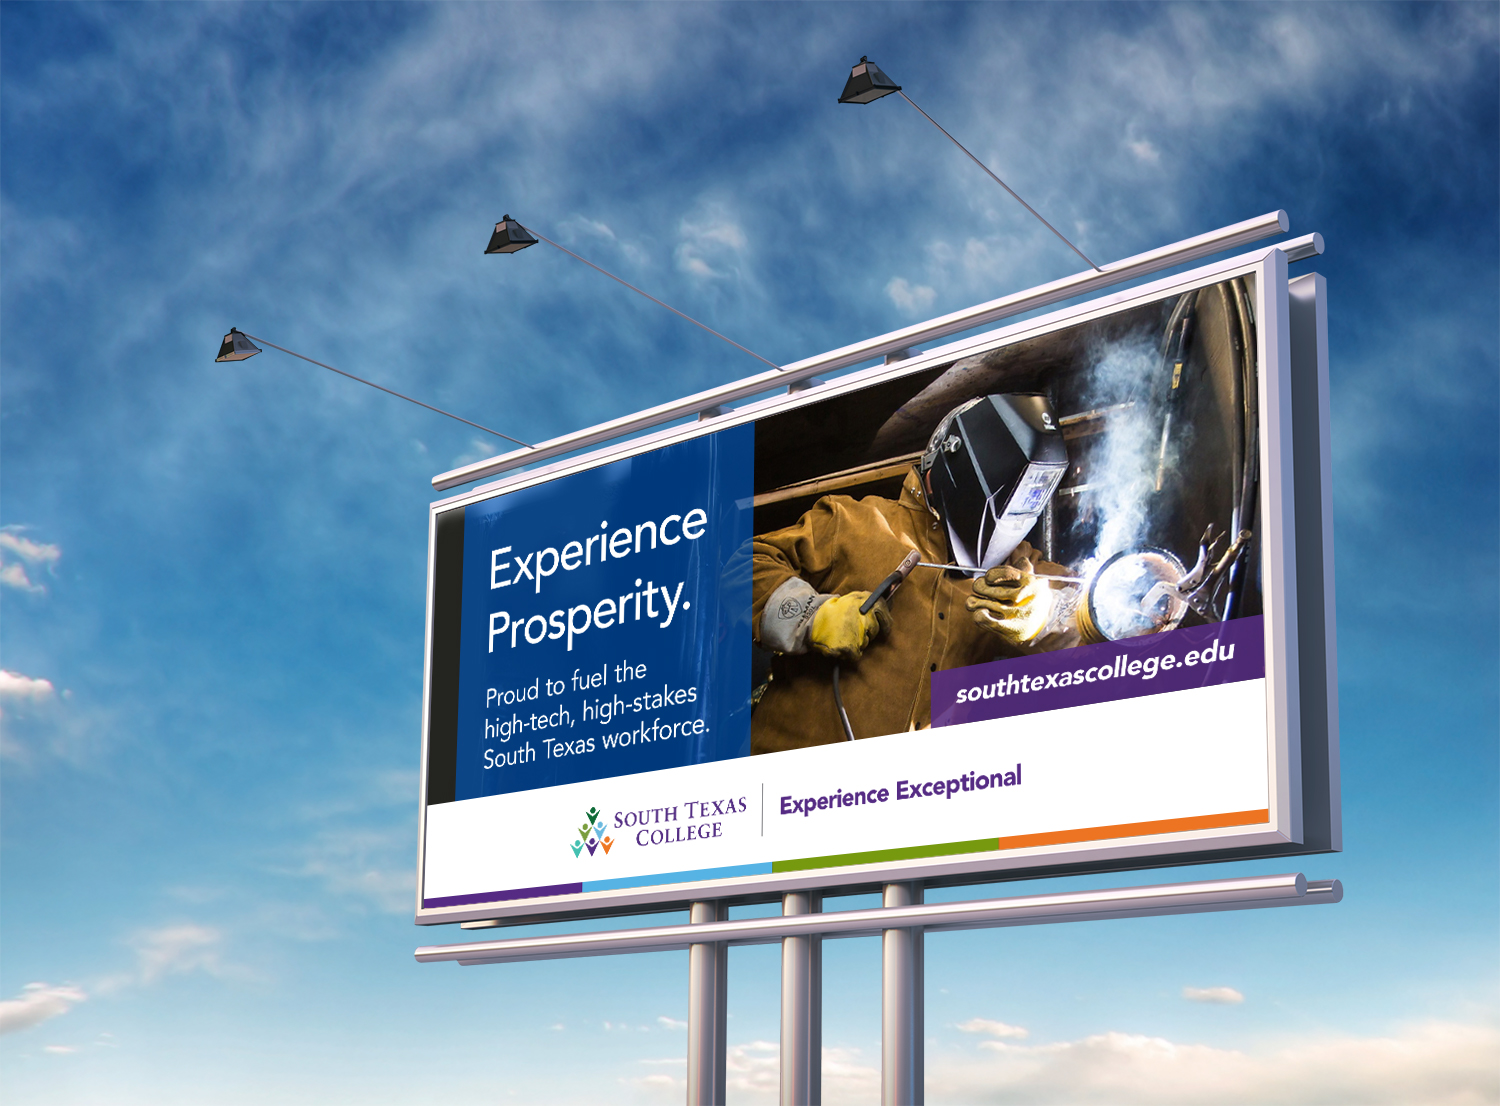 Experience
Prosperity.
Proud to fuel the
high-tech, high-stakes
South Texas workforce.
southtexascollege.edu
SOUTH TEXAS
COLLEGE
Experience Exceptional